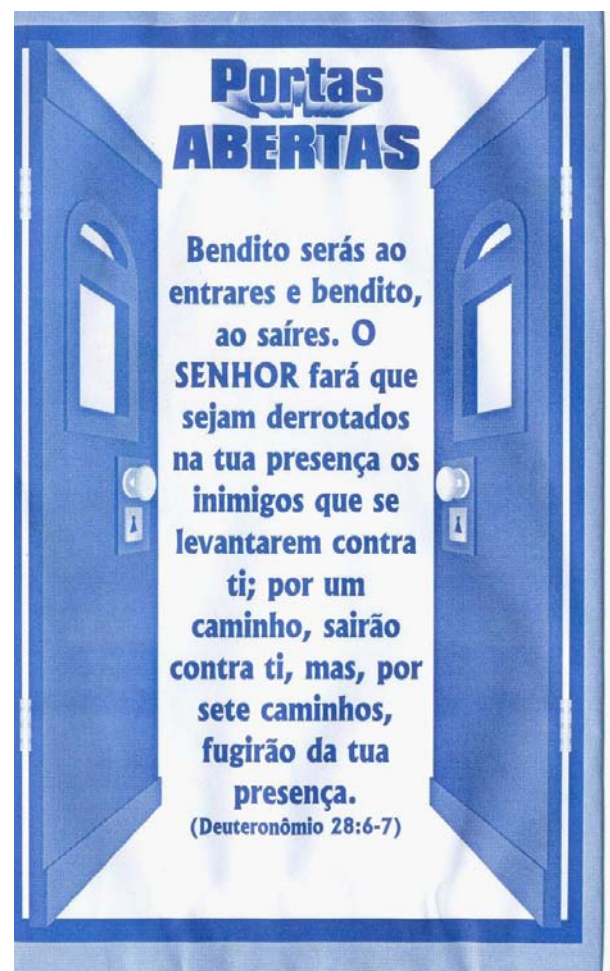 Portas
ABERTAS
Bendito serás ao
entrares e bendito,
ao saíres. O
SENHOR fará que
sejam derrotados
na tua presença os
inimigos que se
levantarem contra
ti; por um
caminho, sairão
contra ti, mas, por
sete caminhos,
fugirão da tua
presença.
(Deuteronômio 28:6-7)